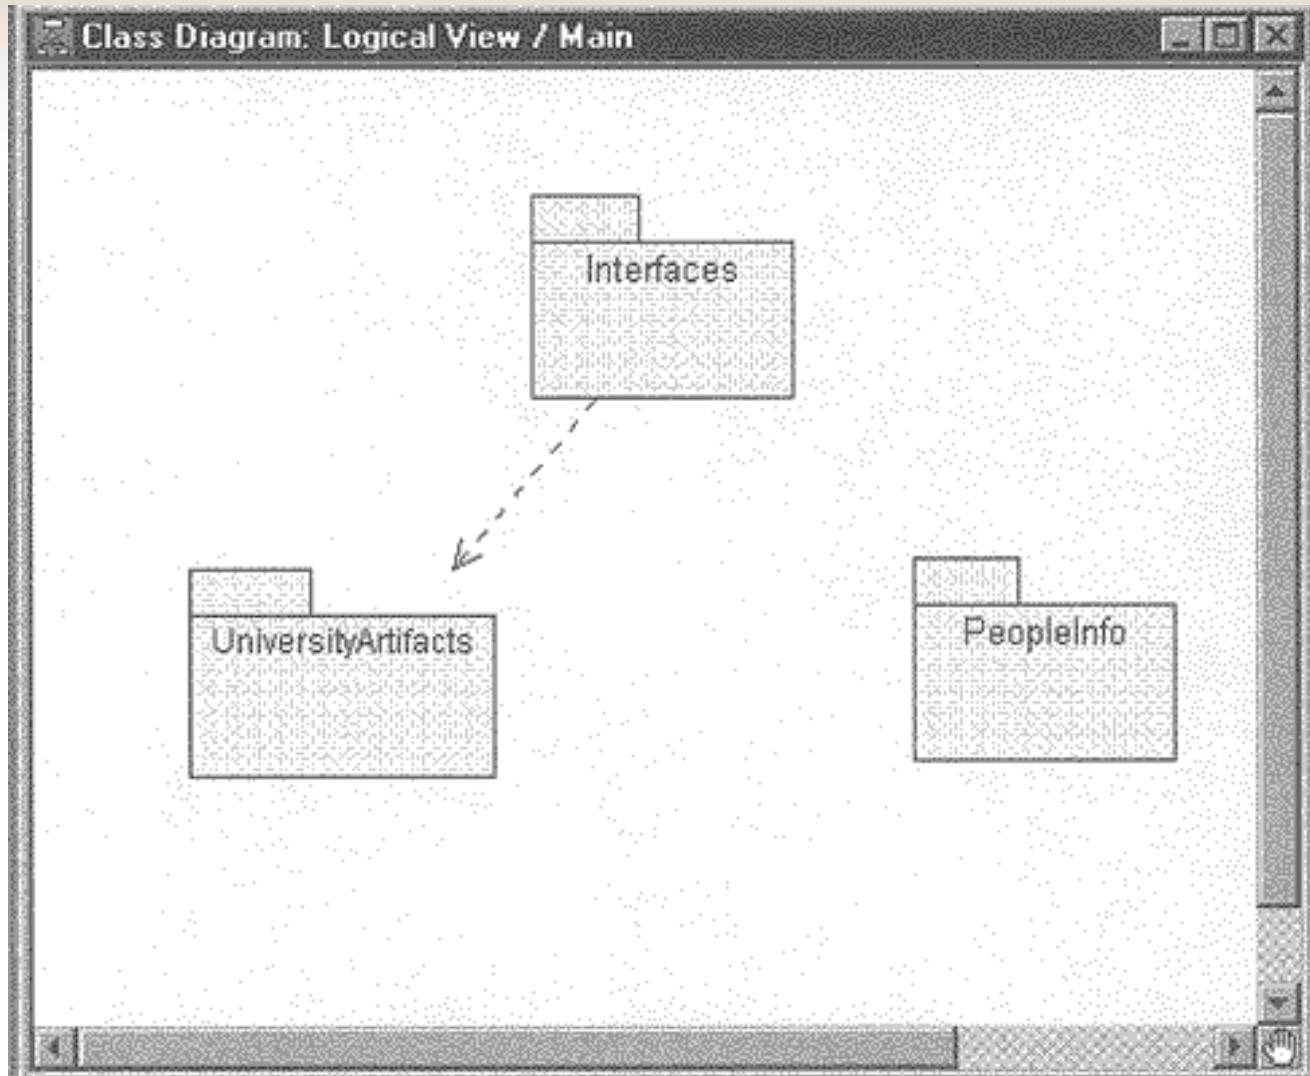 Class Diagram: Logical View / Main
Interfaces
UniversityArtifacts
PeopleInfo